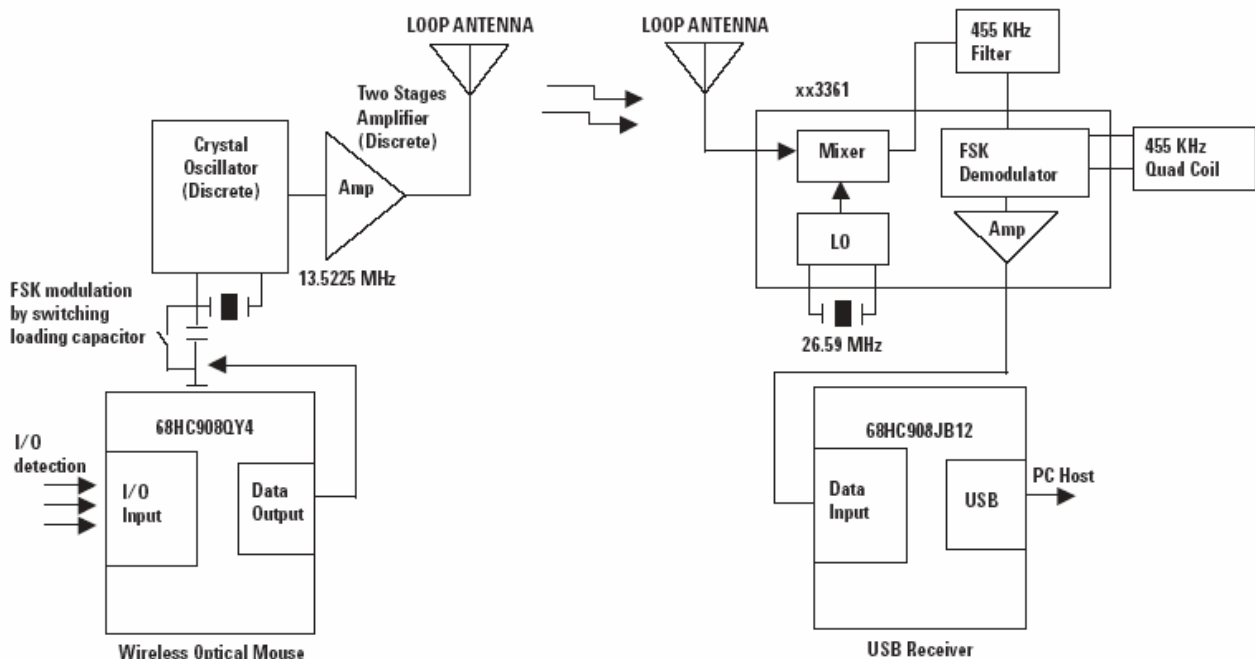 LOOP ANTENNA
Two Stages
Amplifier
(Discrete)
Crystal
Oscillator
(Discrete)
Amp
13.5225 MHz
FSK modulation
by switching
loading capacitor
68HC908QY4
I/O
detection
I/O
Input
Data
Output
Wireless Optical Mouse
LOOP ANTENNA
455 KHz
Filter
xx3361
Mixer
FSK
Demodulator
455 KHz
Quad Coil
LO
Amp
26.59 MHz
68HC908JB12
Data
Input
USB
PC Host
USB Receiver